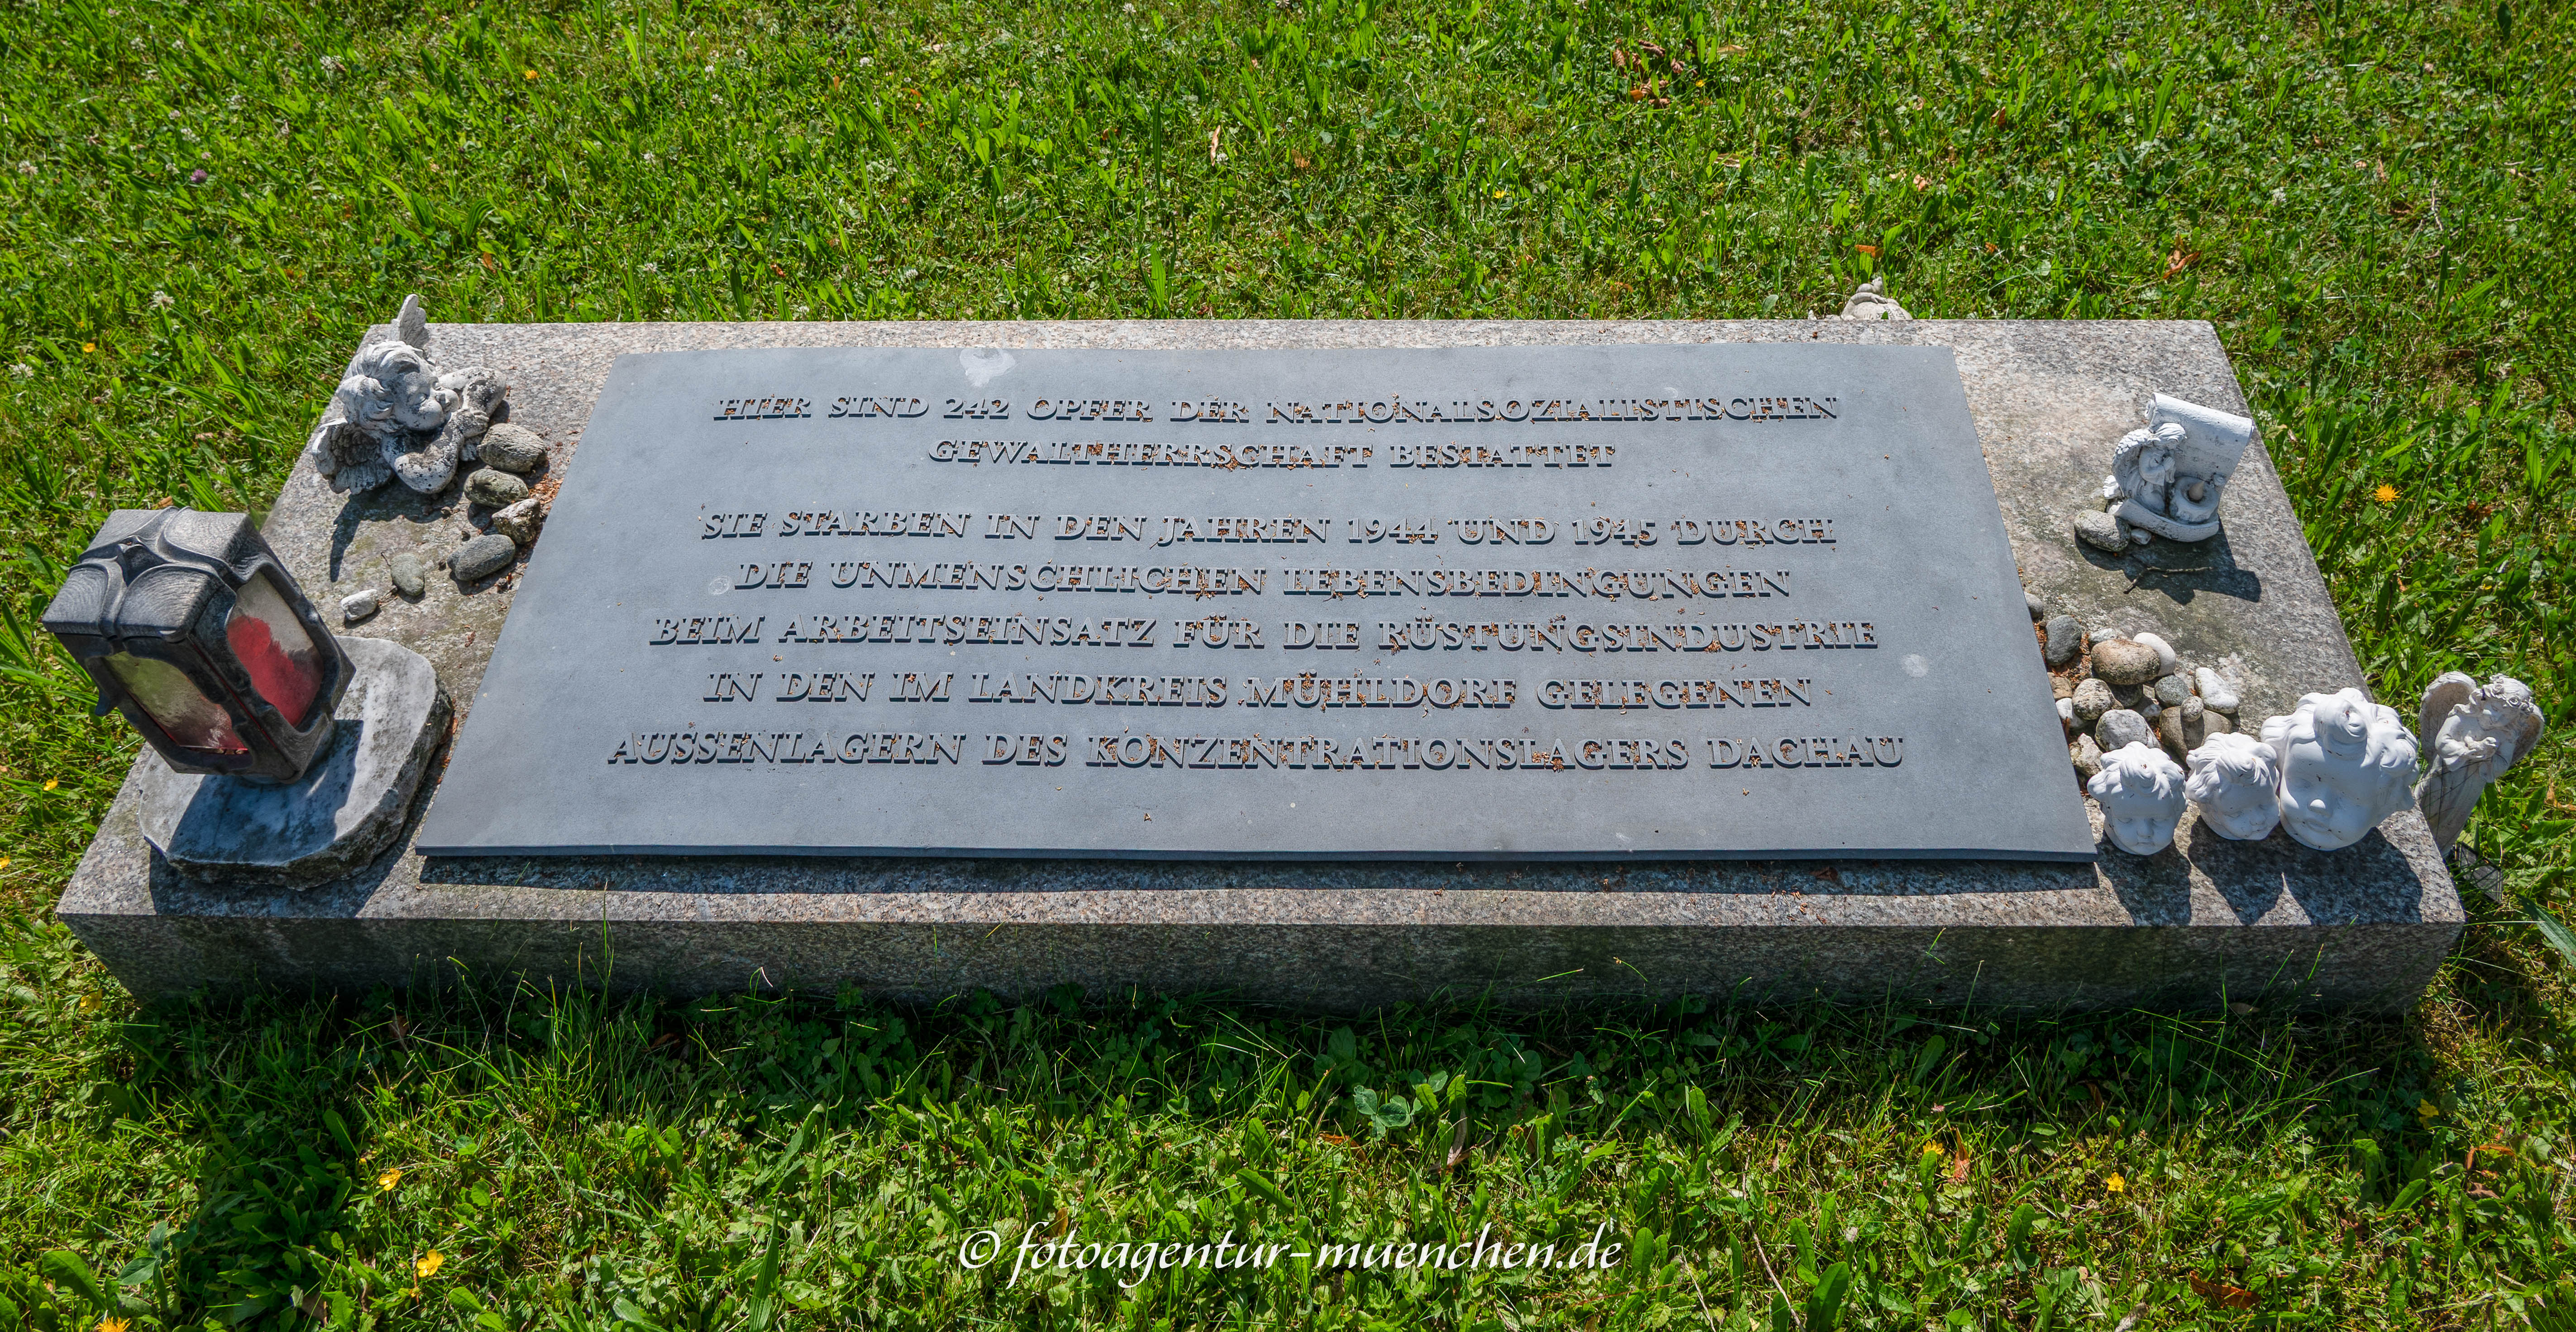 HIER SIND 242 OPFER DER NATIONALSOZIALISTISCHEN
GEWALTHERRSCHAFT BESTATTET
SIE STARBEN IN DEN JAHREN 1944 UND 1945 DURCH
DIE UNMENSCHLICHEN LEBENSBEDINGUNGEN
BEIM ARBEITSEINSATZ FÜR DIE RÜSTUNGSINDUSTRIE
IN DEN IM LANDKREIS MÜHLDORF GELEGENEN
AUSSENLAGERN DES KONZENTRATIONSLAGERS DACHAU
© fotoagentur-muenchen.de